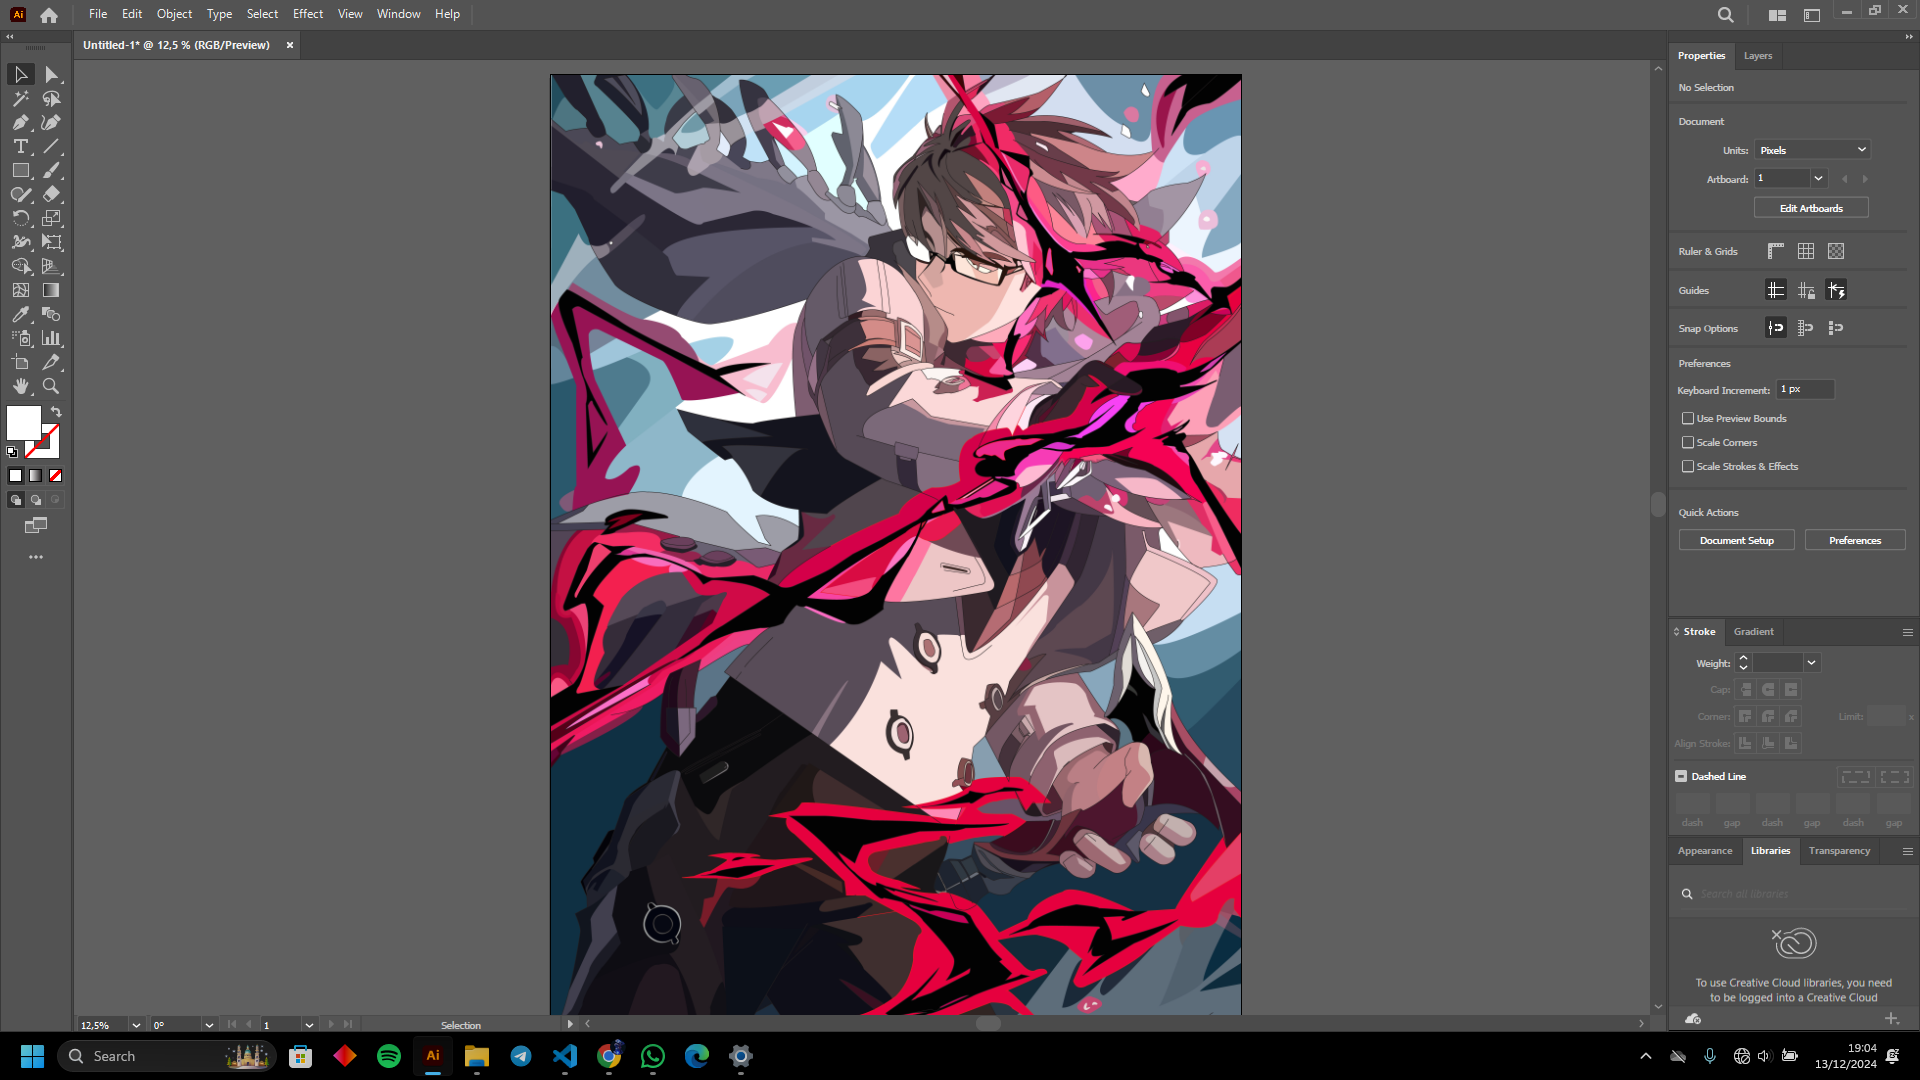 Ai File Edit Object Type Select Effect View Window Help
Untitled-1* @ 12,5 % (RGB/Preview) ×
Properties Layers
No Selection
Document
Units: Pixels
Artboard: 1
Edit Artboards
Ruler & Grids
Guides
Snap Options
Preferences
Keyboard Increment: 1 px
Use Preview Bounds
Scale Corners
Scale Strokes & Effects
Quick Actions
Document Setup Preferences
Stroke Gradient
Weight:
Cap:
Corner: Limit: x
Align Stroke:
Dashed Line
dash gap dash gap dash gap
Appearance Libraries Transparency
Search all libraries
To use Creative Cloud libraries, you need
to be logged into a Creative Cloud
12,5% 0° 1 Selection
Search Ai
19:04
13/12/2024